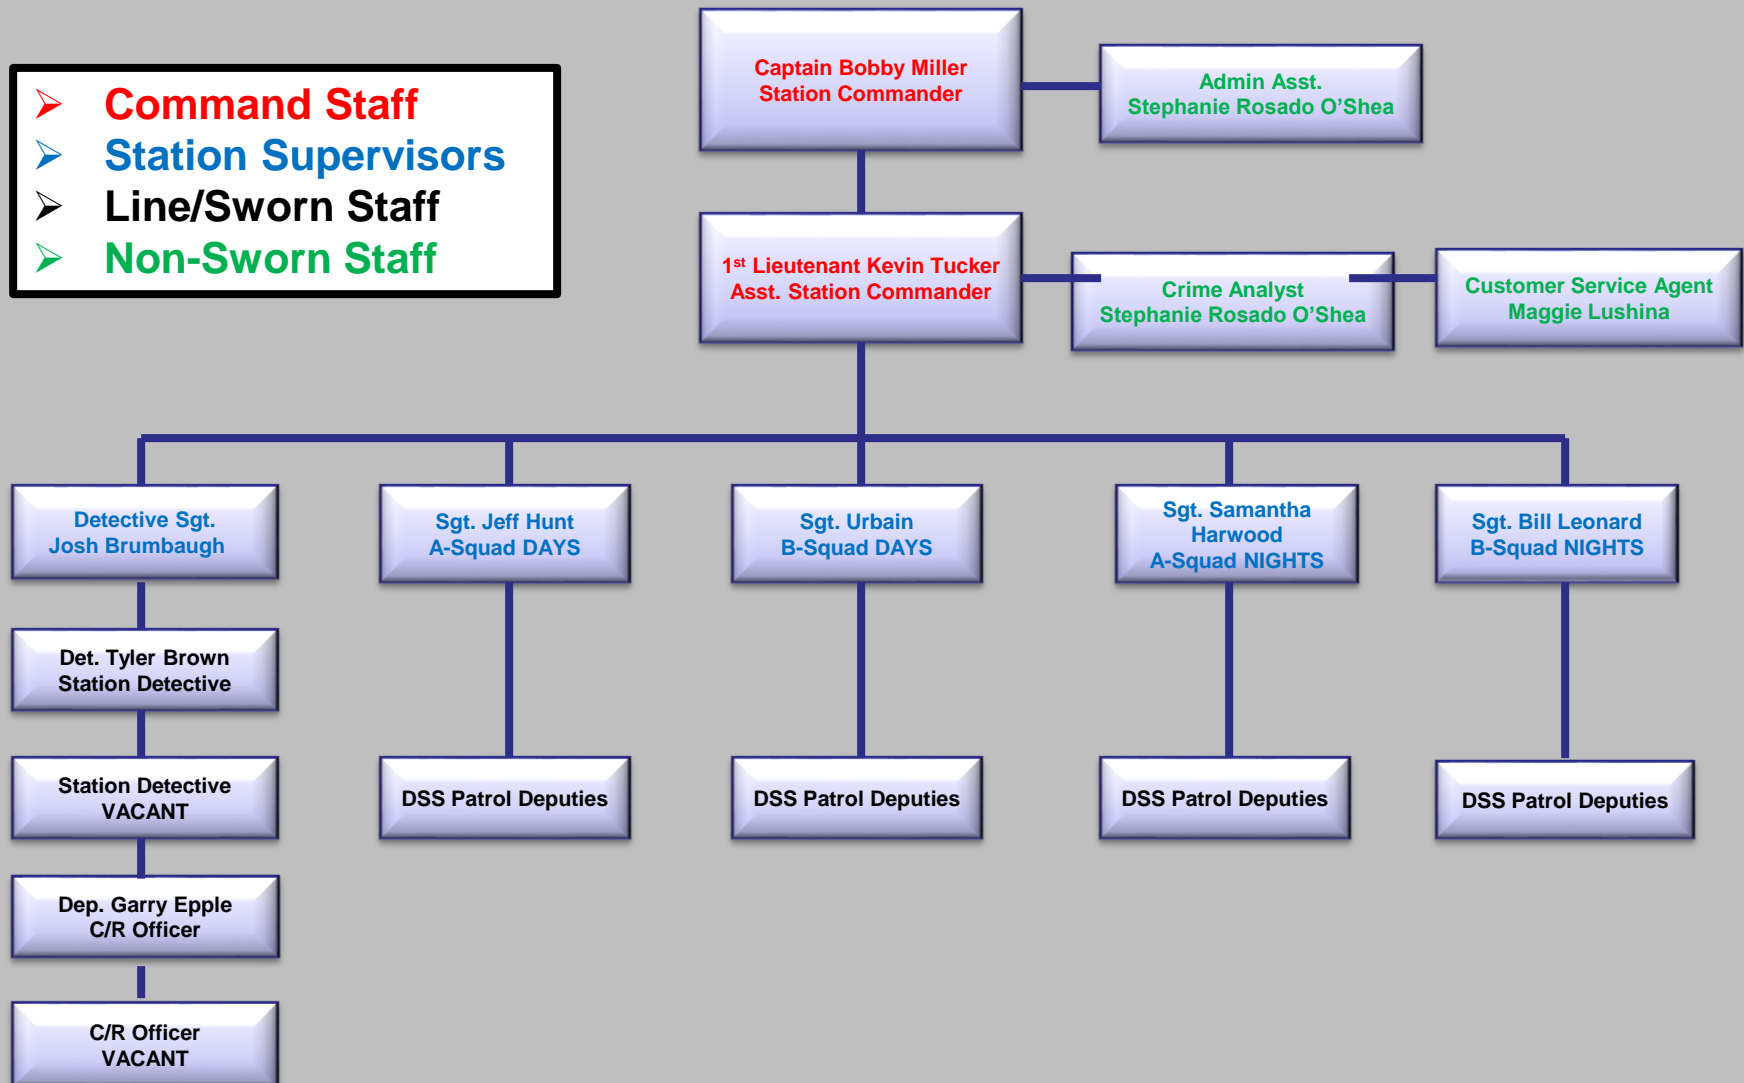 Captain Bobby Miller
Station Commander
Admin Asst.
Stephanie Rosado O’Shea
➢ Command Staff
➢ Station Supervisors
➢ Line/Sworn Staff
➢ Non-Sworn Staff
1st Lieutenant Kevin Tucker
Asst. Station Commander
Crime Analyst
Stephanie Rosado O’Shea
Customer Service Agent
Maggie Lushina
Detective Sgt.
Josh Brumbaugh
Sgt. Jeff Hunt
A-Squad DAYS
Sgt. Urbain
B-Squad DAYS
Sgt. Samantha
Harwood
A-Squad NIGHTS
Sgt. Bill Leonard
B-Squad NIGHTS
Det. Tyler Brown
Station Detective
Station Detective
VACANT
DSS Patrol Deputies
DSS Patrol Deputies
DSS Patrol Deputies
DSS Patrol Deputies
Dep. Garry Epple
C/R Officer
C/R Officer
VACANT